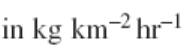 in kg km⁻² hr⁻¹